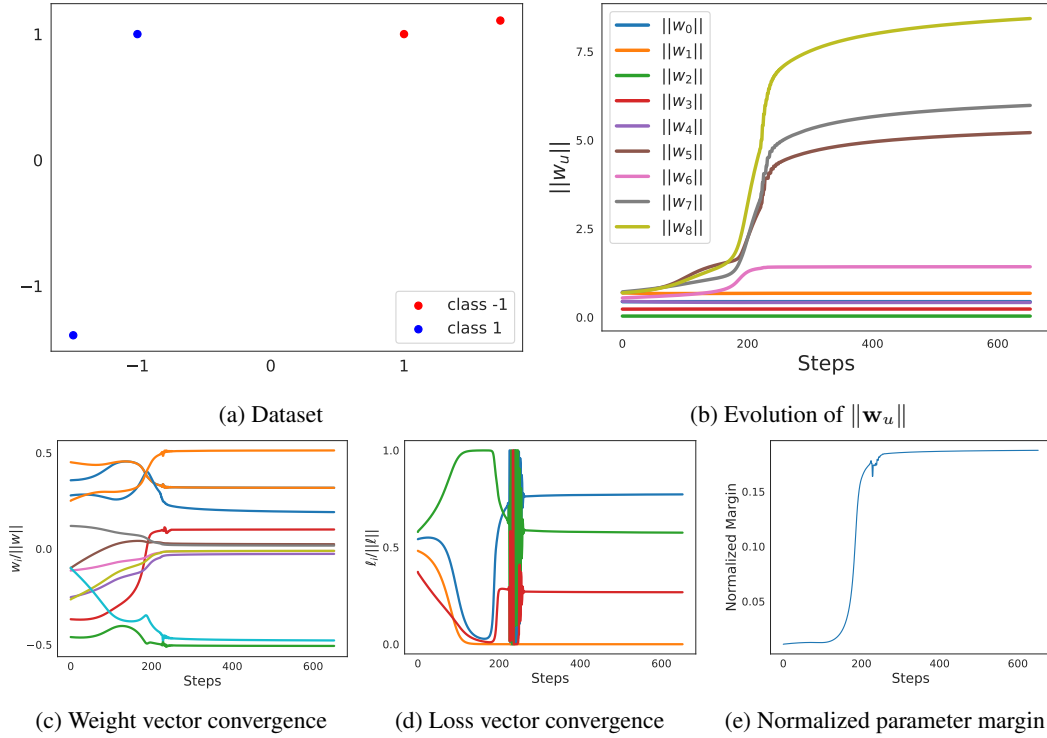 1
0
−1
−1
0
1
class -1
class 1
(a) Dataset
||w_u||
7.5
5.0
2.5
0.0
||w_0||
||w_1||
||w_2||
||w_3||
||w_4||
||w_5||
||w_6||
||w_7||
||w_8||
0
200
400
600
Steps
(b) Evolution of ‖w_u‖
w_i/||w||
0.5
0.0
−0.5
0
200
400
600
Steps
(c) Weight vector convergence
ℓ_i/||ℓ||
1.0
0.5
0.0
0
200
400
600
Steps
(d) Loss vector convergence
Normalized Margin
0.15
0.10
0.05
0
200
400
600
Steps
(e) Normalized parameter margin